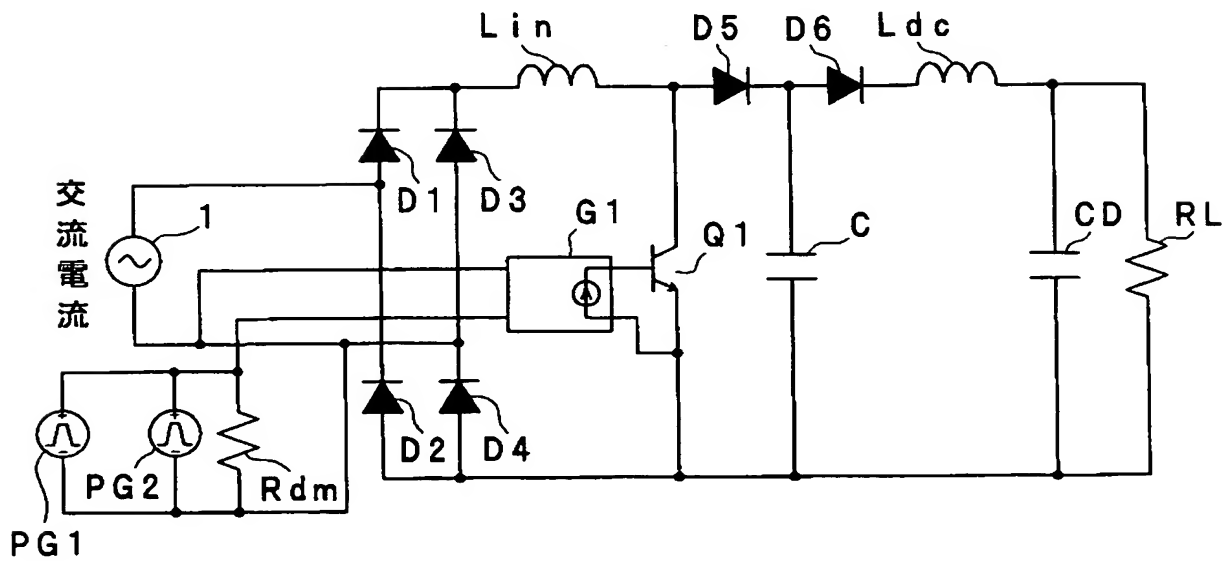 Lin
D5
D6
Ldc
D1
D3
交流電流
1
G1
Q1
C
CD
RL
D2
D4
PG2
Rdm
PG1